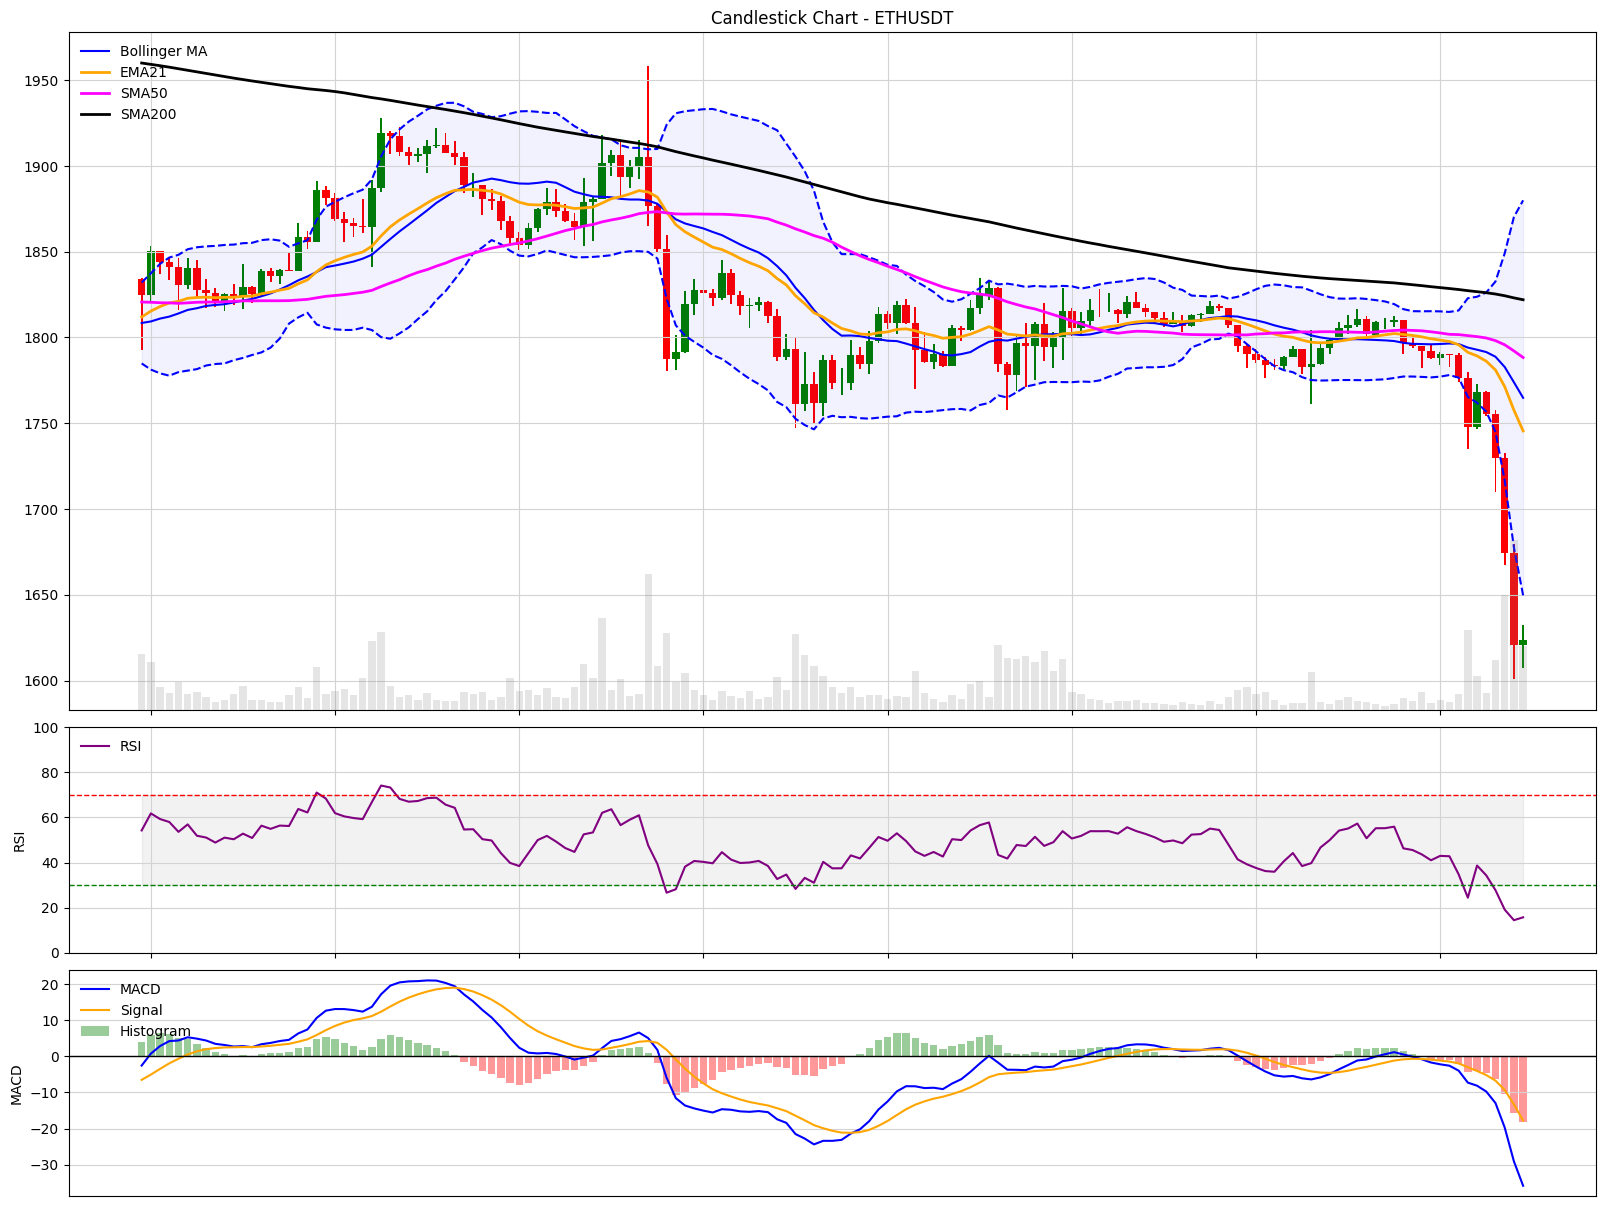 Candlestick Chart - ETHUSDT
Bollinger MA
EMA21
SMA50
SMA200
1950
1900
1850
1800
1750
1700
1650
1600
RSI
RSI
100
80
60
40
20
0
MACD
Signal
Histogram
MACD
20
10
0
−10
−20
−30